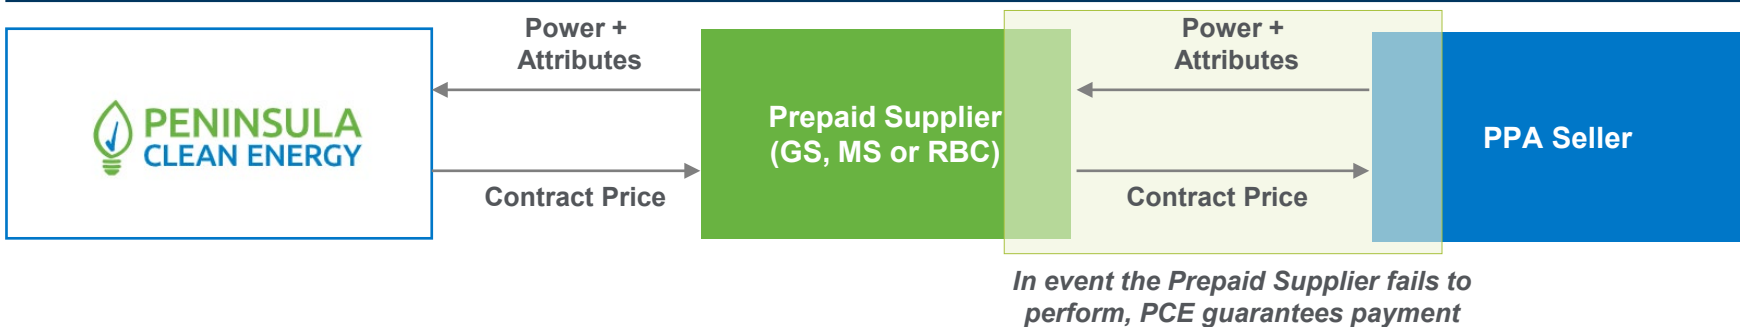 Power +
Attributes
PENINSULA
CLEAN ENERGY
Contract Price
Prepaid Supplier
(GS, MS or RBC)
Power +
Attributes
Contract Price
PPA Seller
In event the Prepaid Supplier fails to
perform, PCE guarantees payment